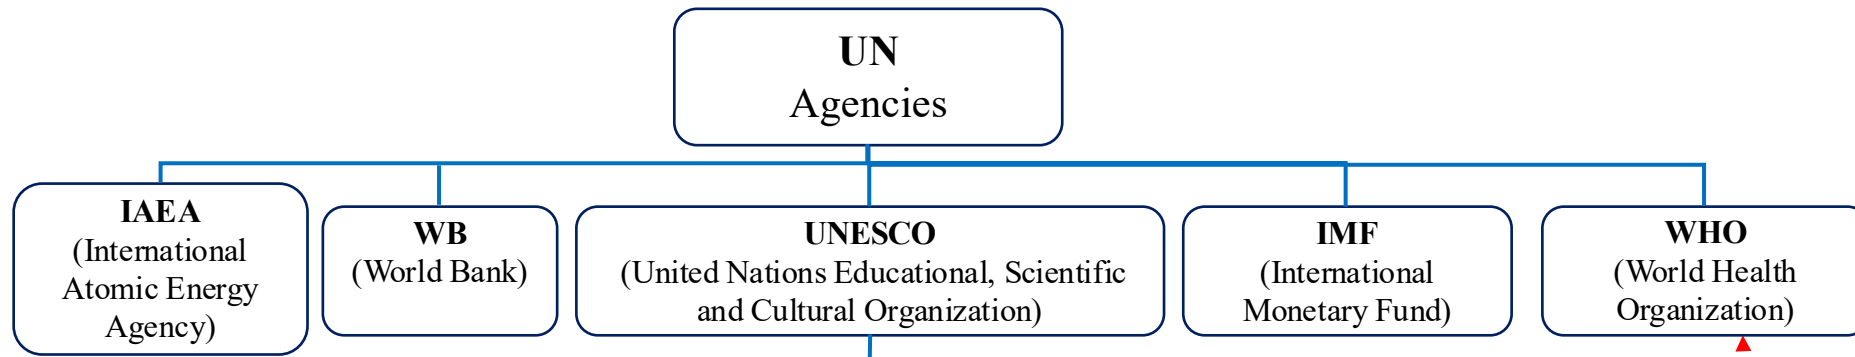 UN
Agencies
IAEA
(International
Atomic Energy
Agency)
WB
(World Bank)
UNESCO
(United Nations Educational, Scientific
and Cultural Organization)
IMF
(International
Monetary Fund)
WHO
(World Health
Organization)